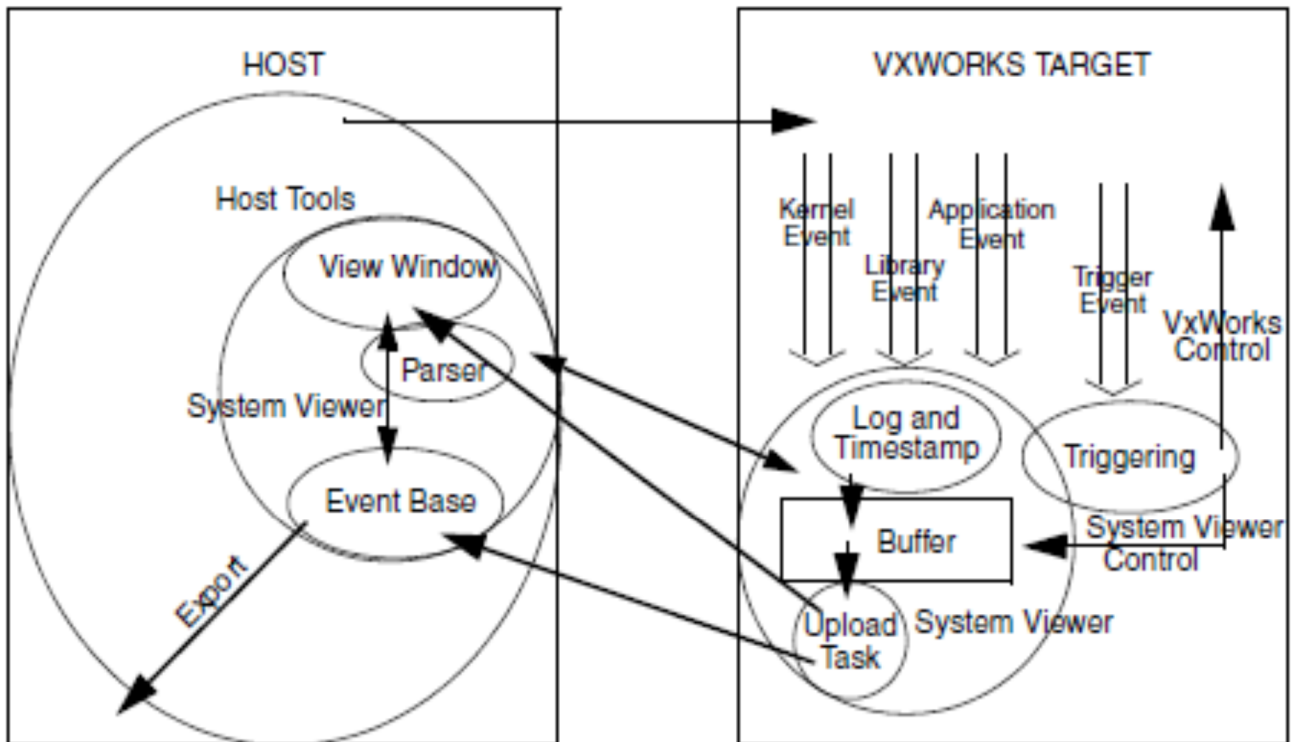 HOST
Host Tools
View Window
Parser
System Viewer
Event Base
Export
VXWORKS TARGET
Kernel
Event
Library
Event
Application
Event
Trigger
Event
VxWorks
Control
Log and
Timestamp
Triggering
Buffer
System Viewer
Control
Upload
Task
System Viewer